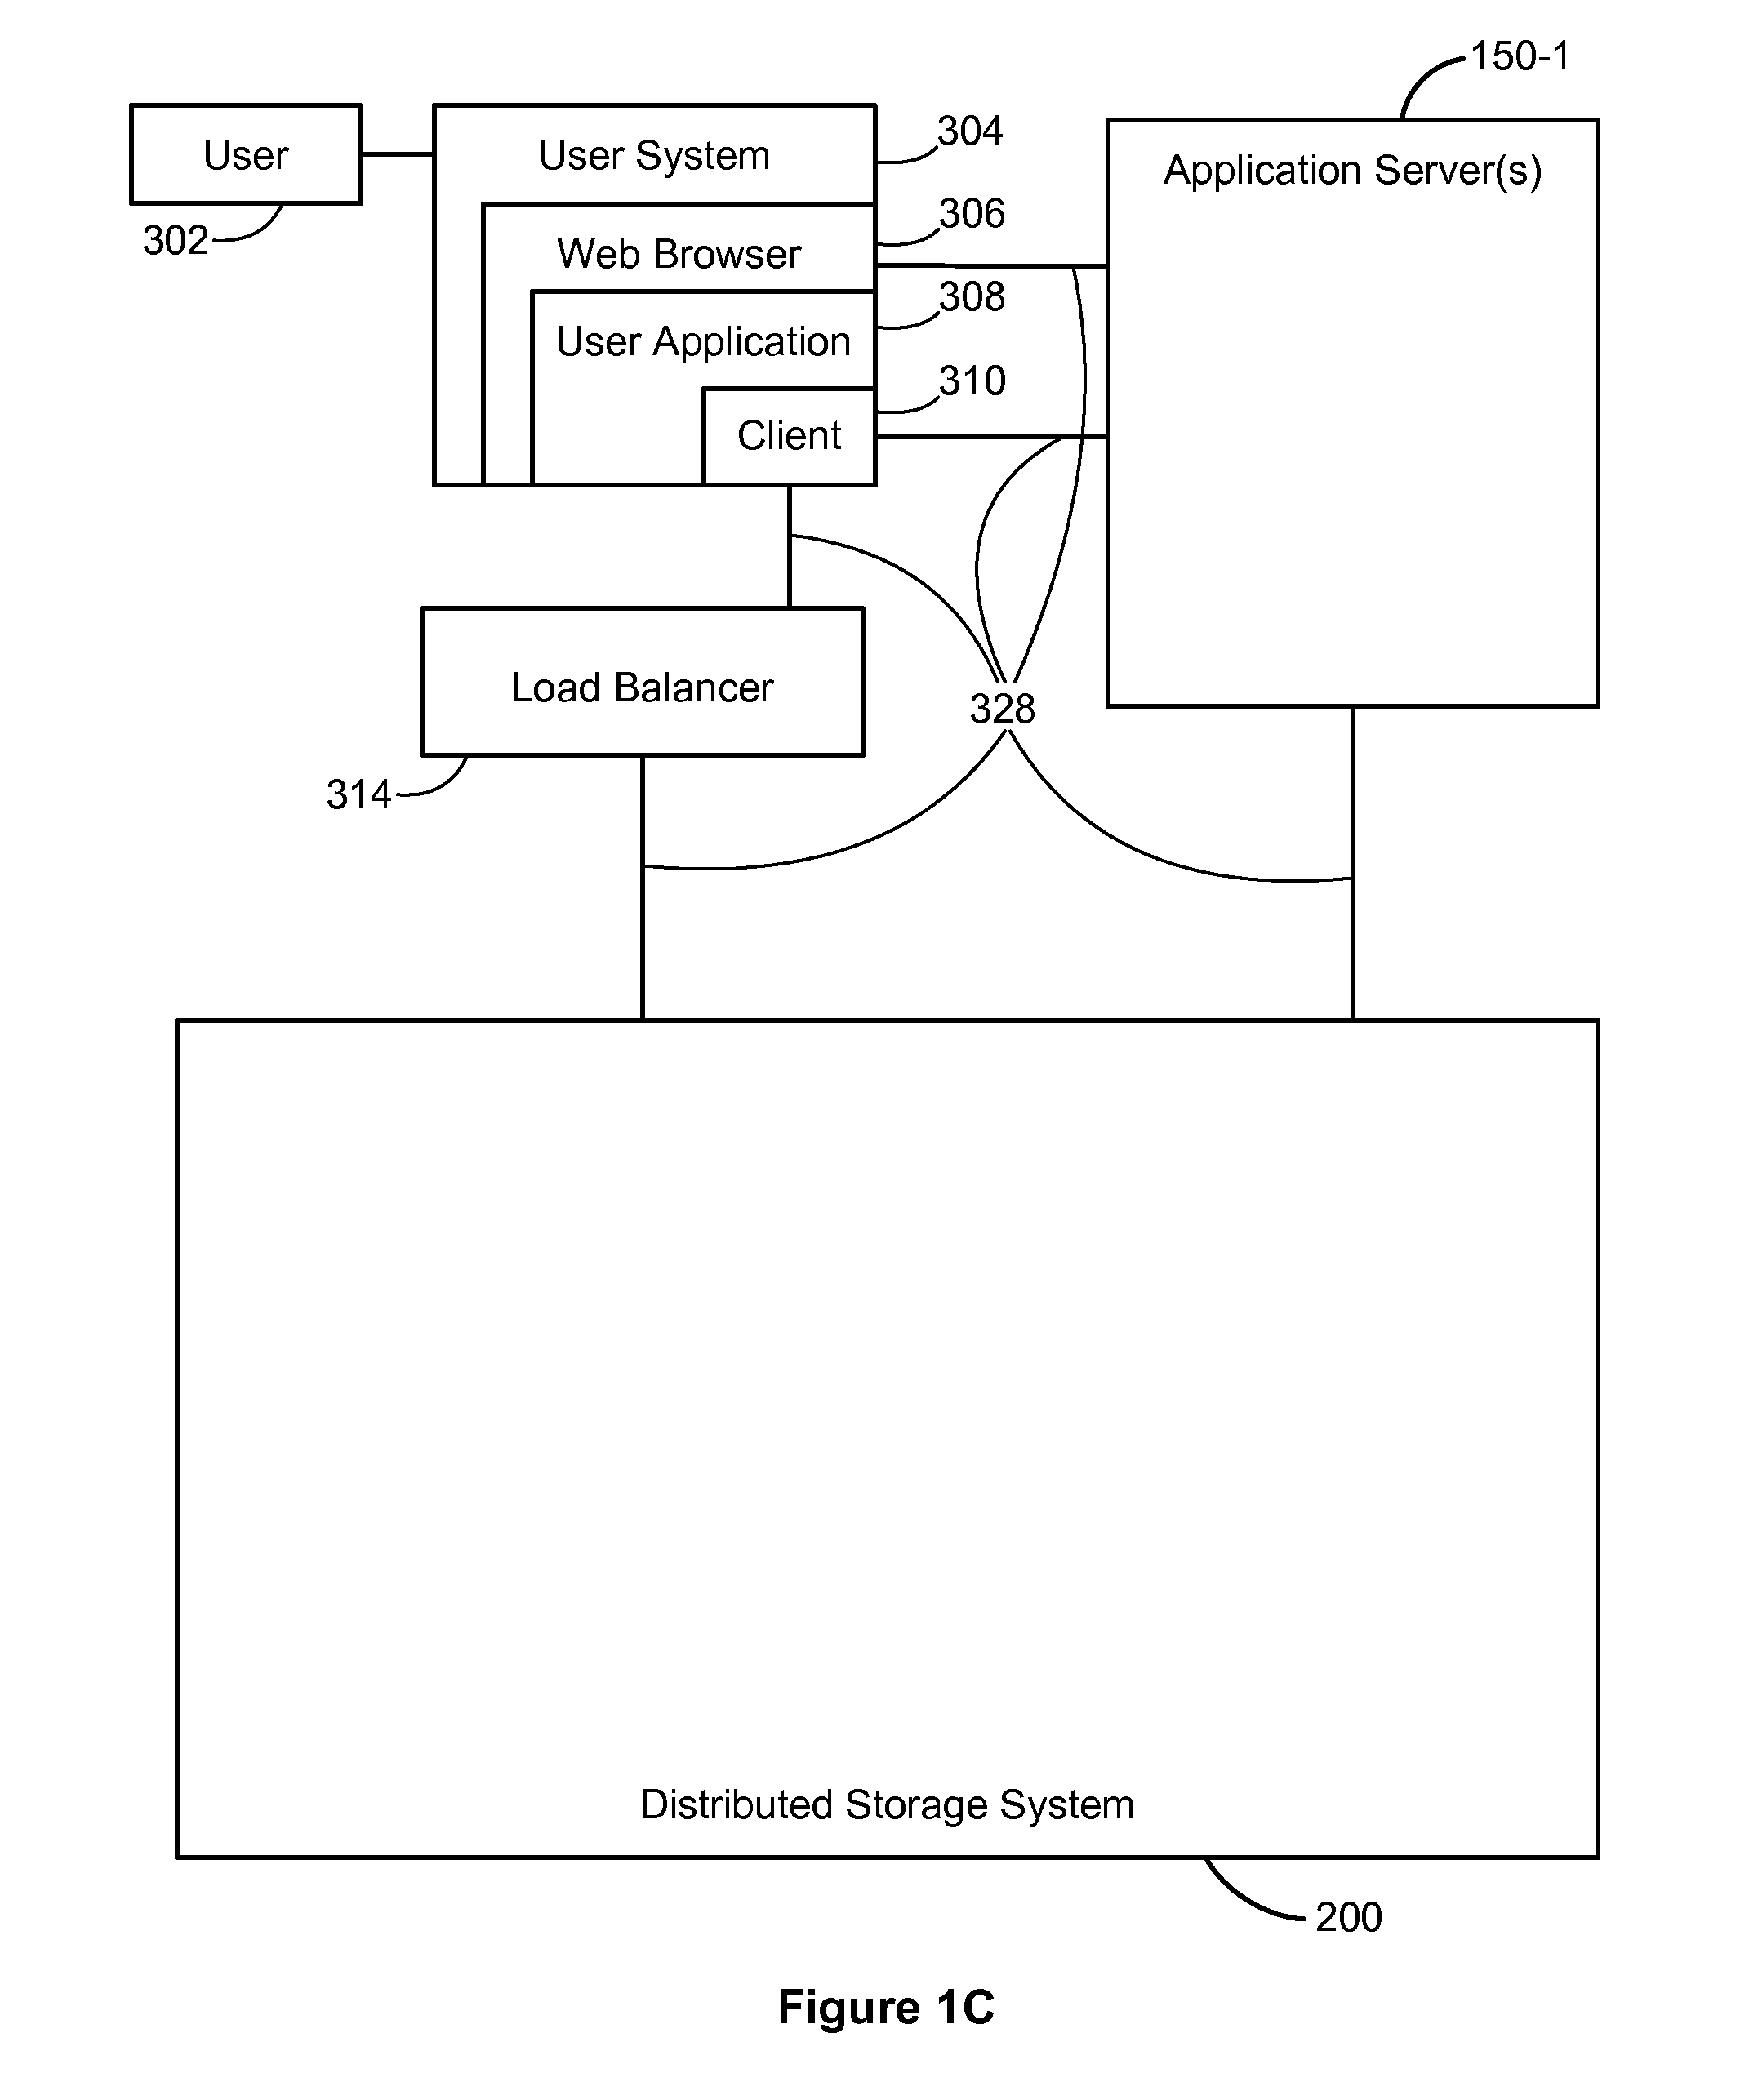 150-1
User
User System
304
Application Server(s)
302
306
Web Browser
308
User Application
310
Client
Load Balancer
328
314
Distributed Storage System
200
Figure 1C